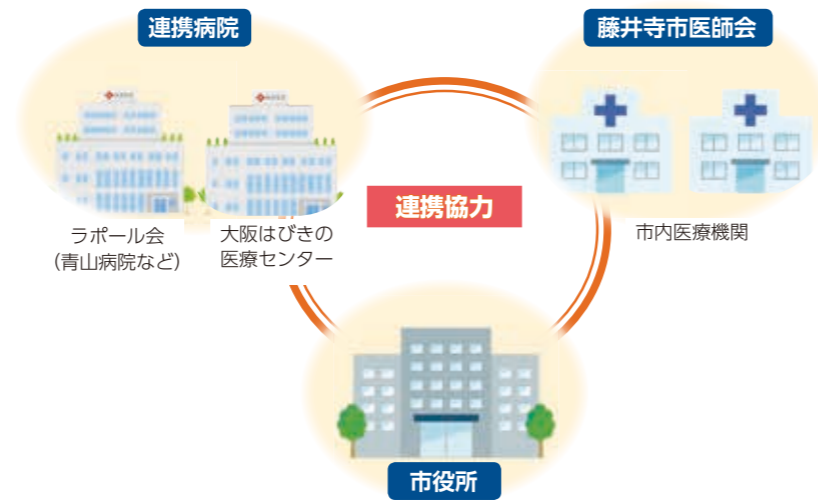 連携病院
藤井寺市医師会
連携協力
ラポール会
(青山病院など)
大阪はびきの
医療センター
市内医療機関
市役所